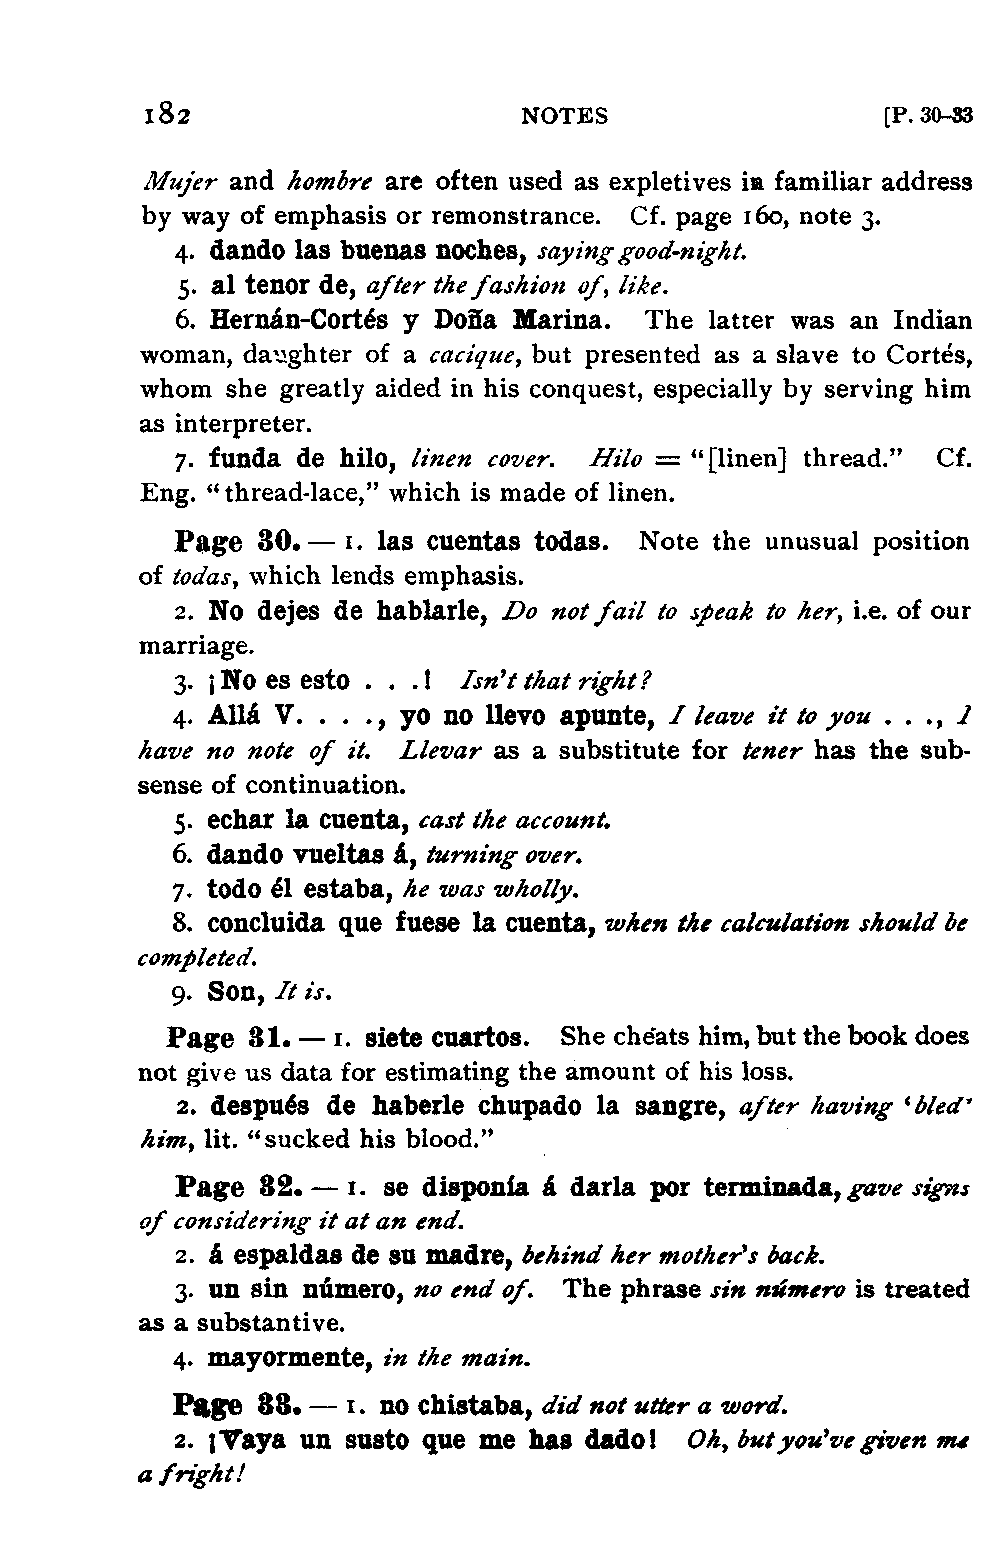 182 NOTES [P. 30–33
Mujer and hombre are often used as expletives in familiar address
by way of emphasis or remonstrance. Cf. page 160, note 3.
4. dando las buenas noches, saying good-night.
5. al tenor de, after the fashion of, like.
6. Hernán-Cortés y Doña Marina. The latter was an Indian
woman, daughter of a cacique, but presented as a slave to Cortés,
whom she greatly aided in his conquest, especially by serving him
as interpreter.
7. funda de hilo, linen cover. Hilo = “[linen] thread.” Cf.
Eng. “thread-lace,” which is made of linen.
Page 30. — 1. las cuentas todas. Note the unusual position
of todas, which lends emphasis.
2. No dejes de hablarle, Do not fail to speak to her, i.e. of our
marriage.
3. ¡No es esto . . .! Isn't that right?
4. Allá V. . . ., yo no llevo apunte, I leave it to you . . ., I
have no note of it. Llevar as a substitute for tener has the sub-
sense of continuation.
5. echar la cuenta, cast the account.
6. dando vueltas á, turning over.
7. todo él estaba, he was wholly.
8. concluida que fuese la cuenta, when the calculation should be
completed.
9. Son, It is.
Page 31. — 1. siete cuartos. She cheats him, but the book does
not give us data for estimating the amount of his loss.
2. después de haberle chupado la sangre, after having ‘bled’
him, lit. “sucked his blood.”
Page 32. — 1. se disponía á darla por terminada, gave signs
of considering it at an end.
2. á espaldas de su madre, behind her mother's back.
3. un sin número, no end of. The phrase sin número is treated
as a substantive.
4. mayormente, in the main.
Page 33. — 1. no chistaba, did not utter a word.
2. ¡Vaya un susto que me has dado! Oh, but you've given me
a fright!